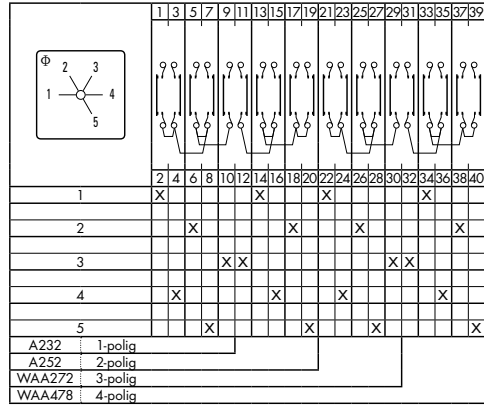 1 3 5 7 9 11 13 15 17 19 21 23 25 27 29 31 33 35 37 39
Φ
2 3
1 4
5
2 4 6 8 10 12 14 16 18 20 22 24 26 28 30 32 34 36 38 40
1 X X X X
2 X X X X
3 X X X X
4 X X X X
5 X X X X
A232 1-polig
A252 2-polig
WAA272 3-polig
WAA478 4-polig